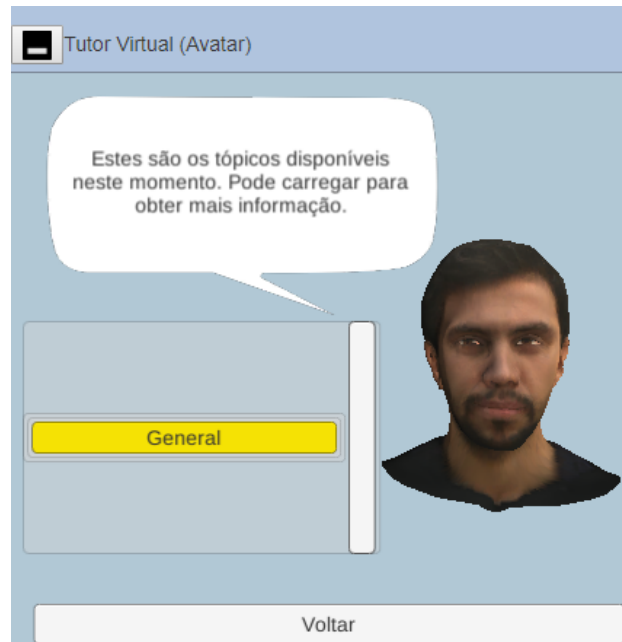 Tutor Virtual (Avatar)
Estes são os tópicos disponíveis
neste momento. Pode carregar para
obter mais informação.
General
Voltar